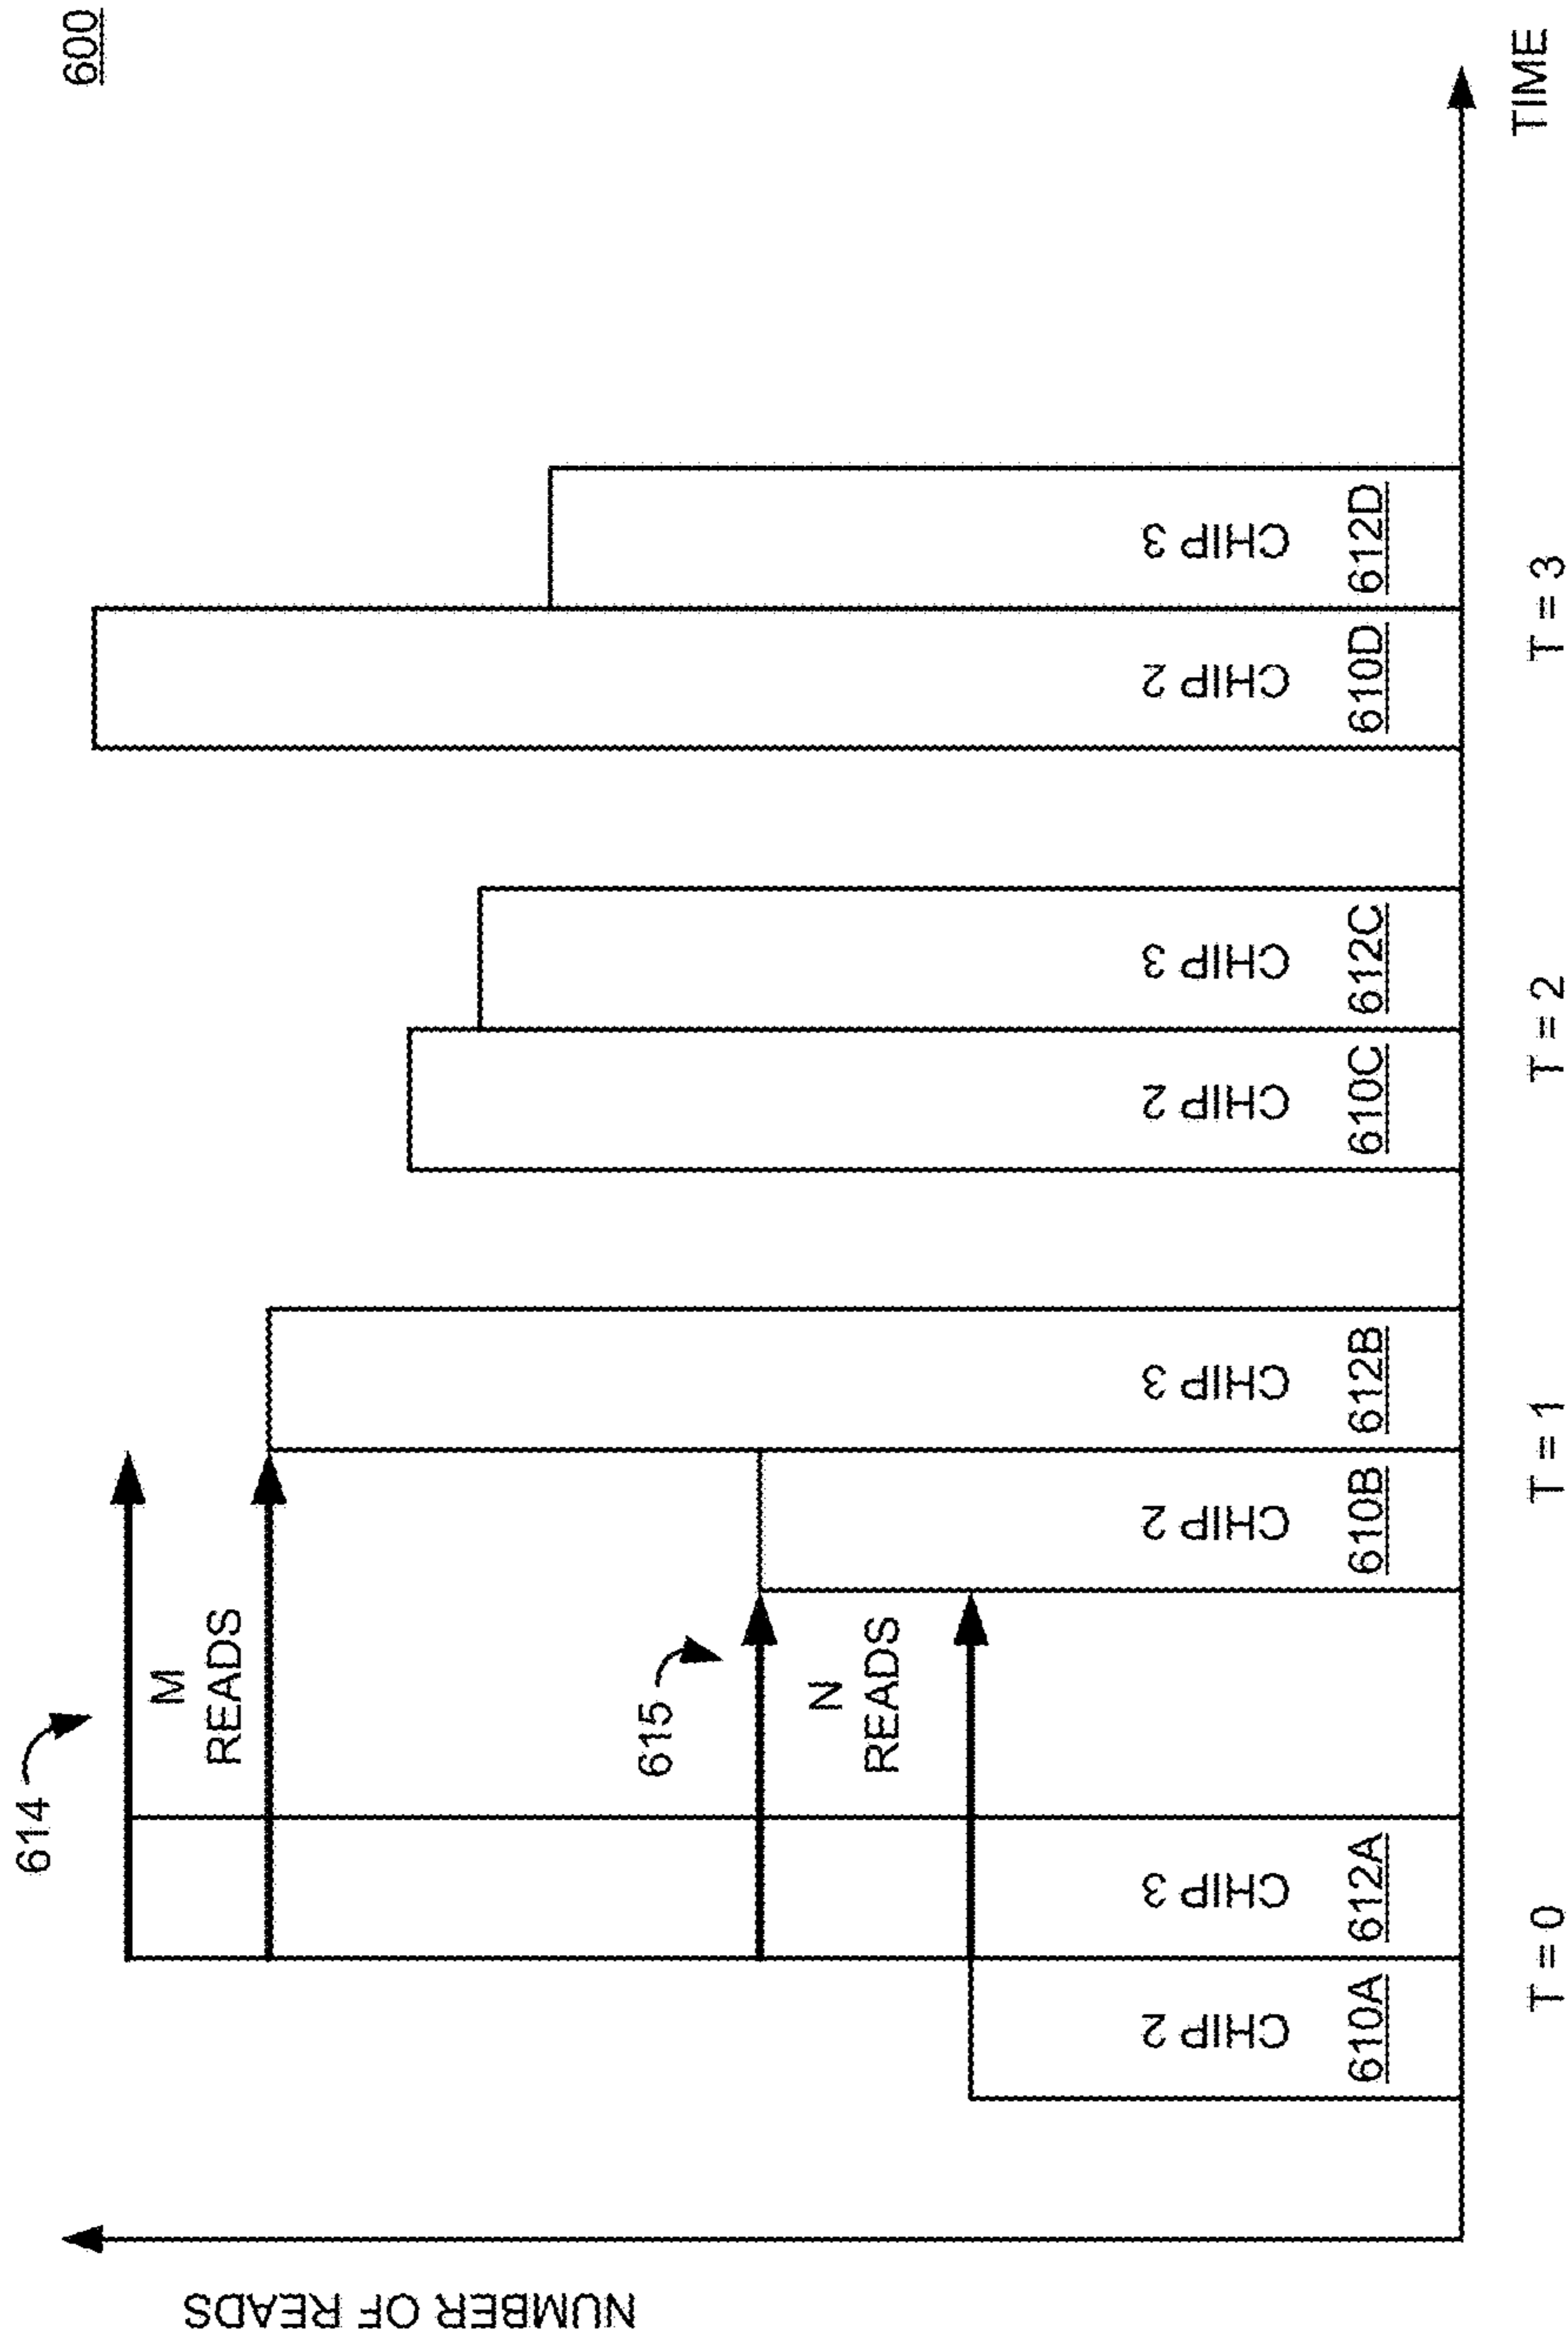 600
614
M
READS
615
N
READS
NUMBER OF READS
CHIP 2
610A
CHIP 3
612A
CHIP 2
610B
CHIP 3
612B
CHIP 2
610C
CHIP 3
612C
CHIP 2
610D
CHIP 3
612D
T = 0
T = 1
T = 2
T = 3
TIME